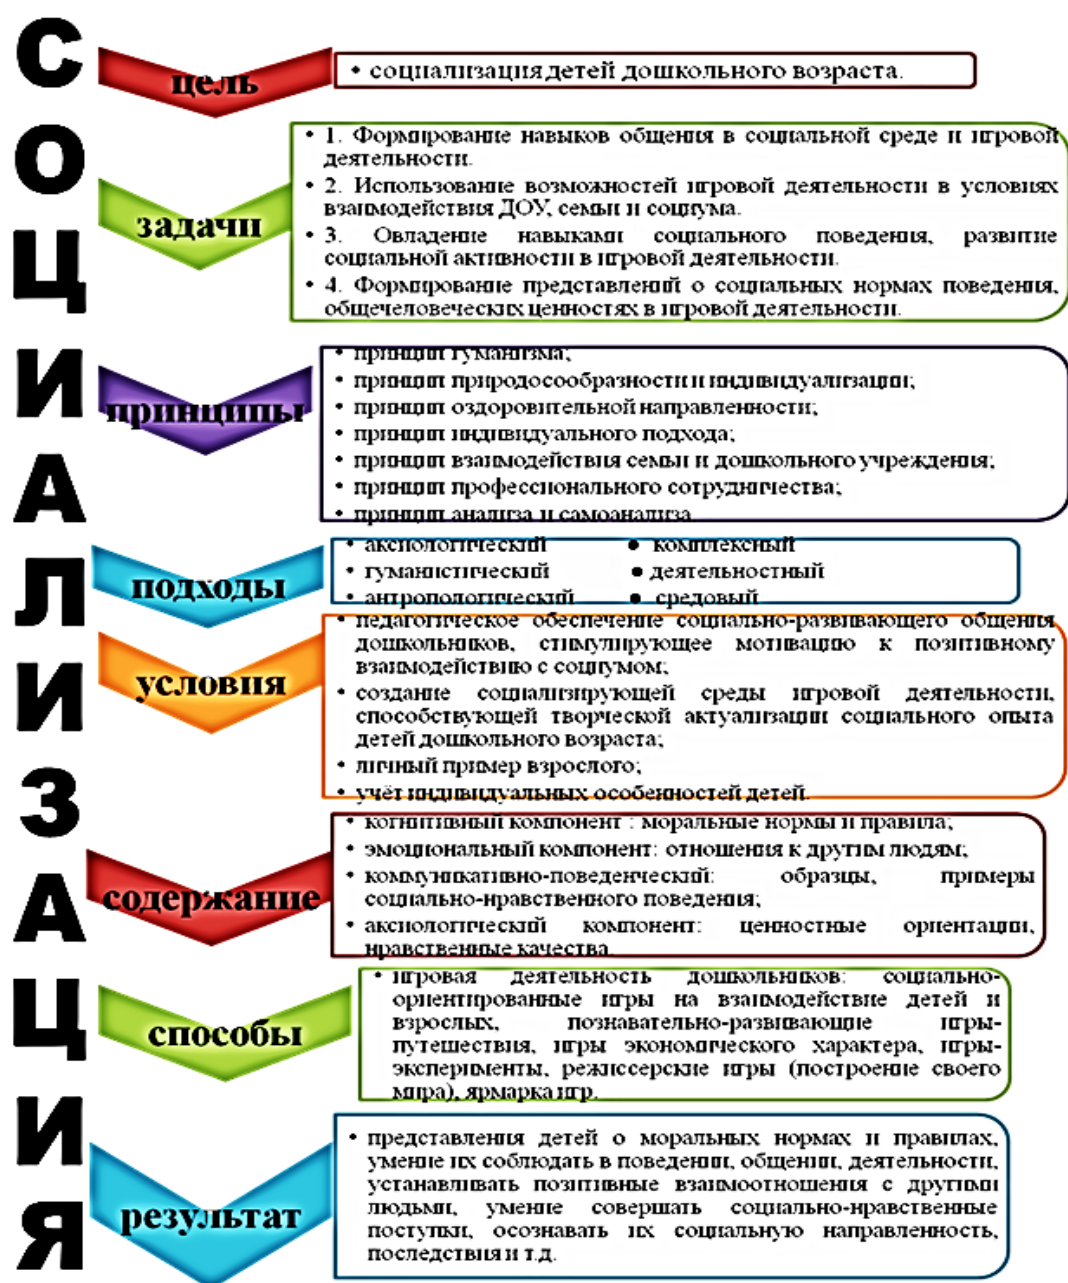 СОЦИАЛИЗАЦИЯ
цель
• социализация детей дошкольного возраста.
задачи
• 1. Формирование навыков общения в социальной среде и игровой
деятельности.
• 2. Использование возможностей игровой деятельности в условиях
взаимодействия ДОУ, семьи и социума.
• 3. Овладение навыками социального поведения, развитие
социальной активности в игровой деятельности.
• 4. Формирование представлений о социальных нормах поведения,
общечеловеческих ценностях в игровой деятельности.
принципы
• принцип гуманизма;
• принцип природосообразности и индивидуализации;
• принцип оздоровительной направленности;
• принцип индивидуального подхода;
• принцип взаимодействия семьи и дошкольного учреждения;
• принцип профессионального сотрудничества;
• принцип анализа и самоанализа
подходы
• аксиологический ● комплексный
• гуманистический ● деятельностный
• антропологический ● средовый
условия
• педагогическое обеспечение социально-развивающего общения
дошкольников, стимулирующее мотивацию к позитивному
взаимодействию с социумом;
• создание социализирующей среды игровой деятельности,
способствующей творческой актуализации социального опыта
детей дошкольного возраста;
• личный пример взрослого;
• учёт индивидуальных особенностей детей.
содержание
• когнитивный компонент : моральные нормы и правила;
• эмоциональный компонент: отношения к другим людям;
• коммуникативно-поведенческий: образцы, примеры
социально-нравственного поведения;
• аксиологический компонент: ценностные ориентации,
нравственные качества.
способы
• игровая деятельность дошкольников: социально-
ориентированные игры на взаимодействие детей и
взрослых, познавательно-развивающие игры-
путешествия, игры экономического характера, игры-
эксперименты, режиссерские игры (построение своего
мира), ярмарка игр.
результат
• представления детей о моральных нормах и правилах,
умение их соблюдать в поведении, общении, деятельности,
устанавливать позитивные взаимоотношения с другими
людьми, умение совершать социально-нравственные
поступки, осознавать их социальную направленность,
последствия и т.д.